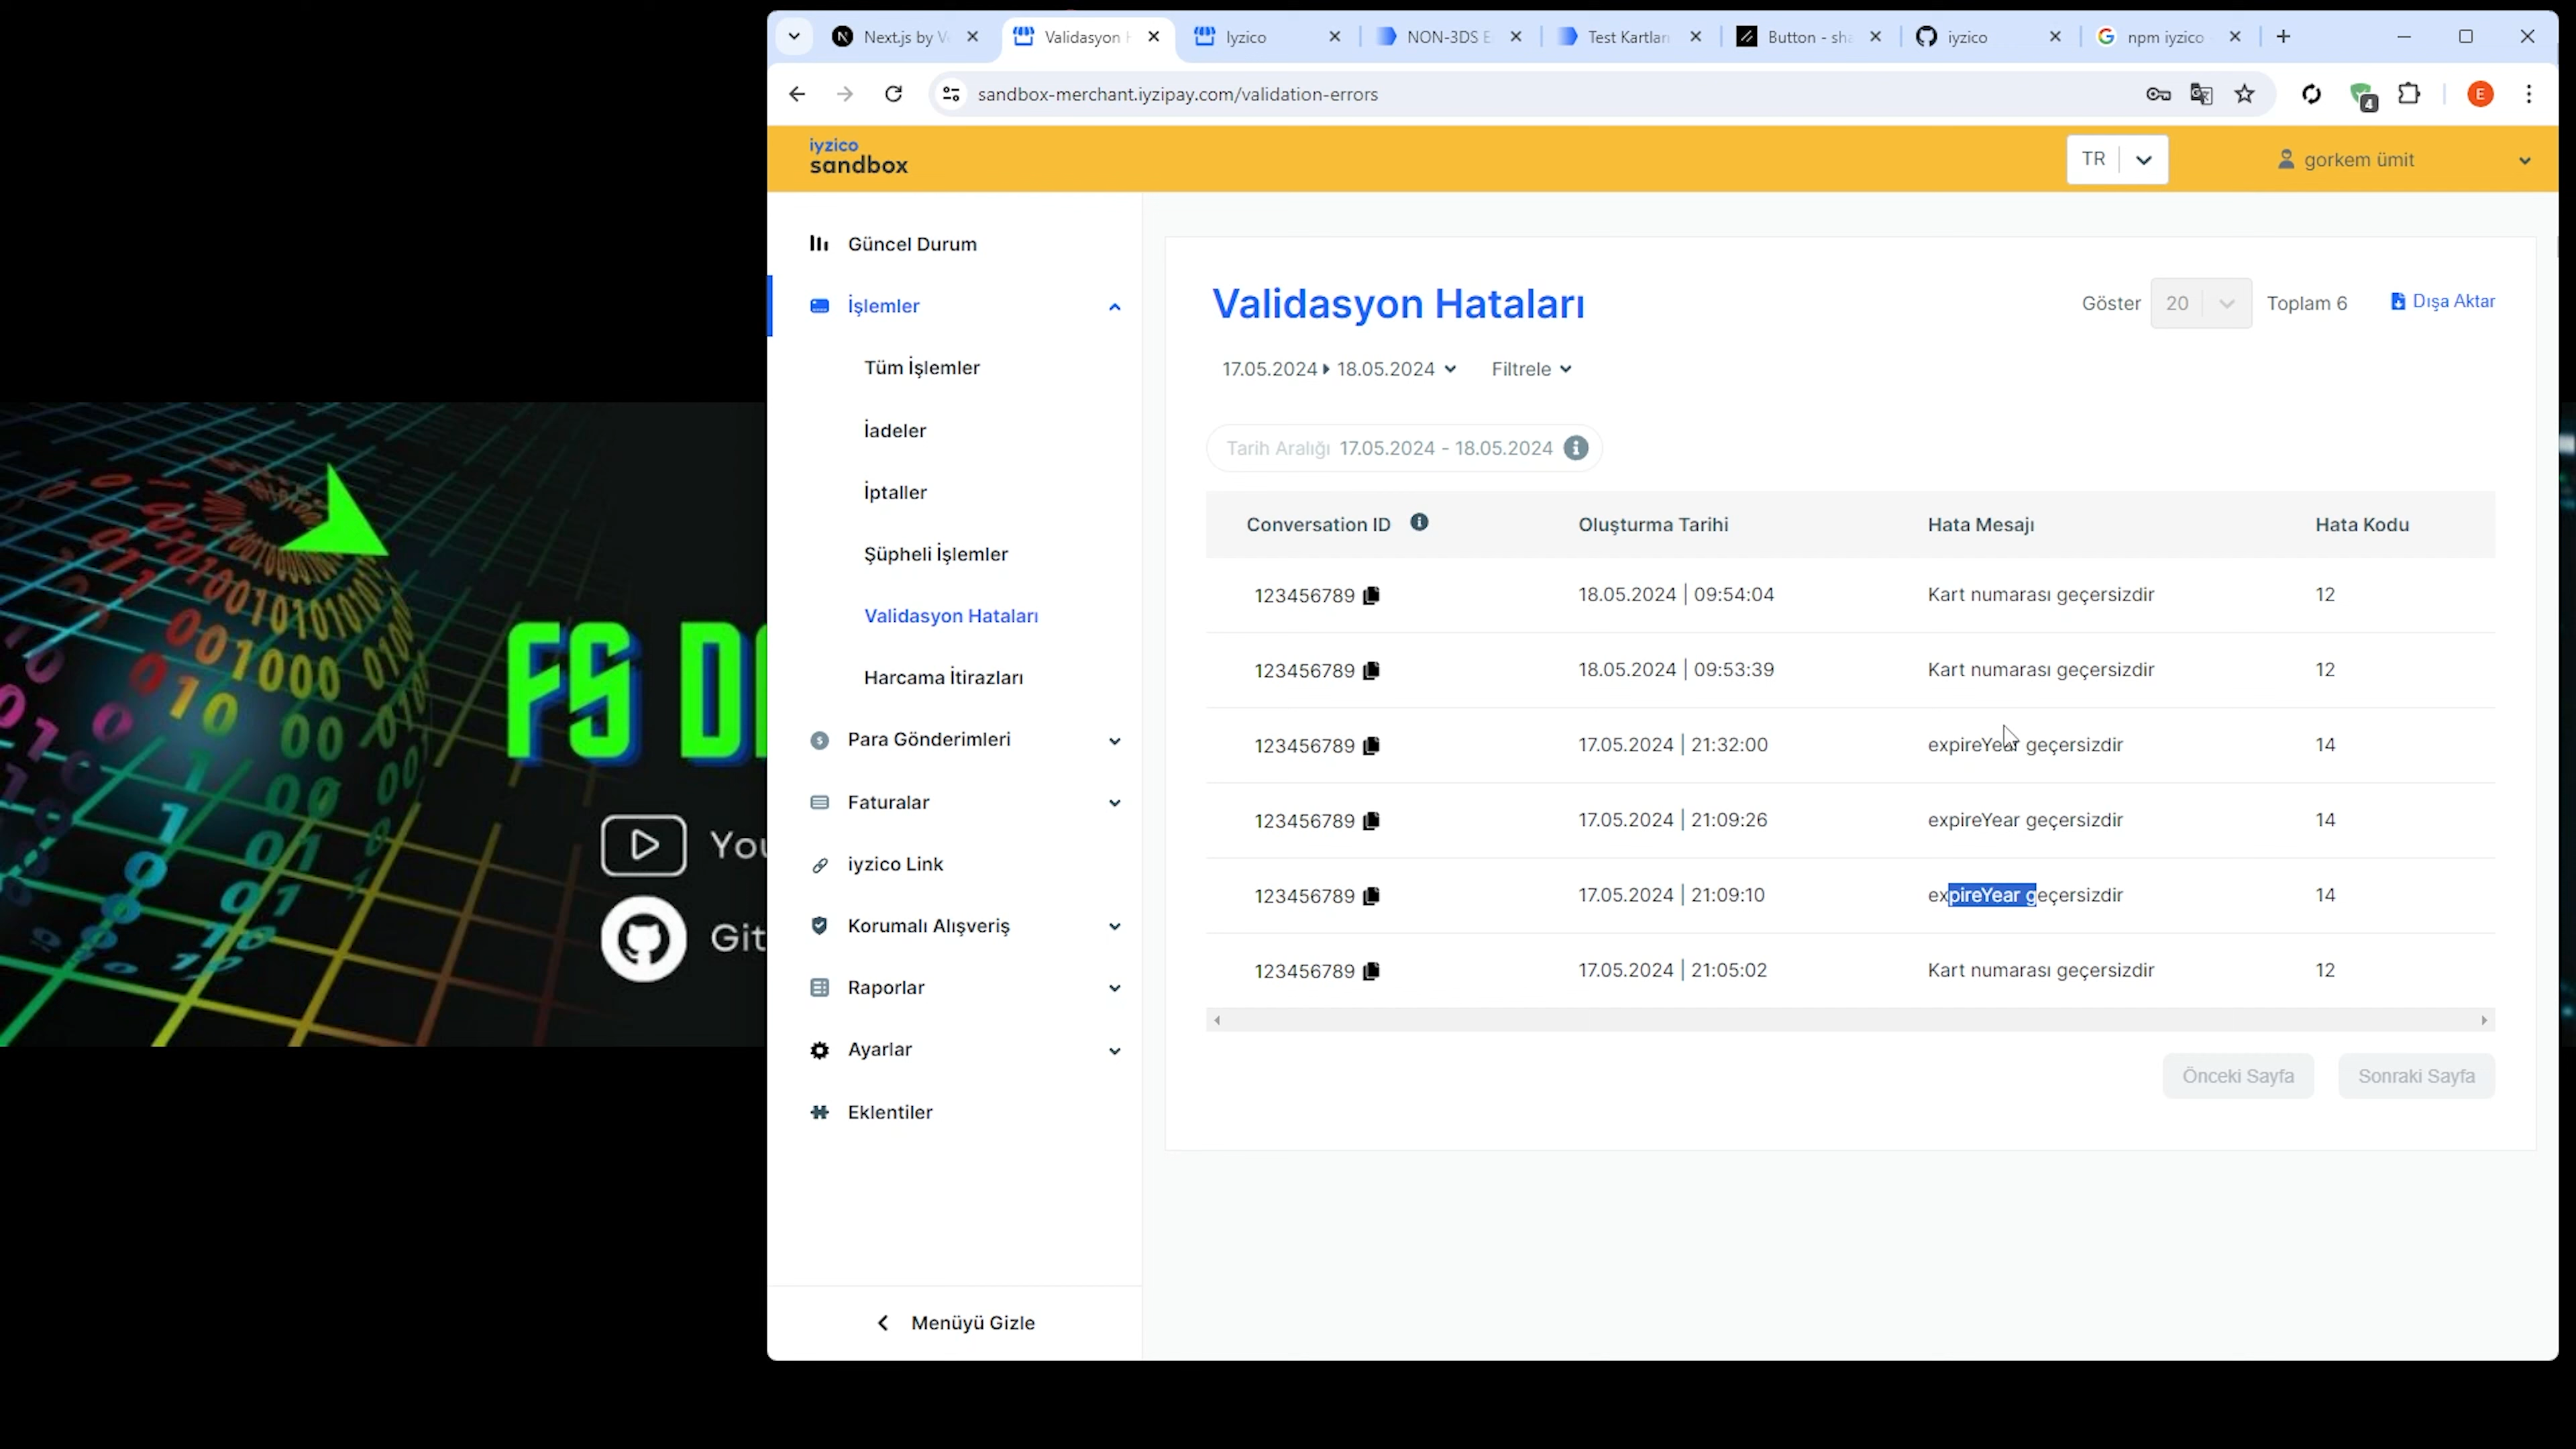 Next.js by V
Validasyon H
Iyzico
NON-3DS E
Test Kartlar
Button - sha
iyzico
npm iyzico
sandbox-merchant.iyzipay.com/validation-errors
4
E
iyzico
sandbox
TR
gorkem ümit
Güncel Durum
İşlemler
Tüm İşlemler
İadeler
İptaller
Şüpheli İşlemler
Validasyon Hataları
Harcama İtirazları
Para Gönderimleri
Faturalar
iyzico Link
Korumalı Alışveriş
Raporlar
Ayarlar
Eklentiler
Menüyü Gizle
Validasyon Hataları
Göster 20 Toplam 6 Dışa Aktar
17.05.2024 18.05.2024 Filtrele
Tarih Aralığı 17.05.2024 - 18.05.2024
Conversation ID Oluşturma Tarihi Hata Mesajı Hata Kodu
123456789 18.05.2024 | 09:54:04 Kart numarası geçersizdir 12
123456789 18.05.2024 | 09:53:39 Kart numarası geçersizdir 12
123456789 17.05.2024 | 21:32:00 expireYear geçersizdir 14
123456789 17.05.2024 | 21:09:26 expireYear geçersizdir 14
123456789 17.05.2024 | 21:09:10 expireYear geçersizdir 14
123456789 17.05.2024 | 21:05:02 Kart numarası geçersizdir 12
Önceki Sayfa Sonraki Sayfa
FS D
You
Git